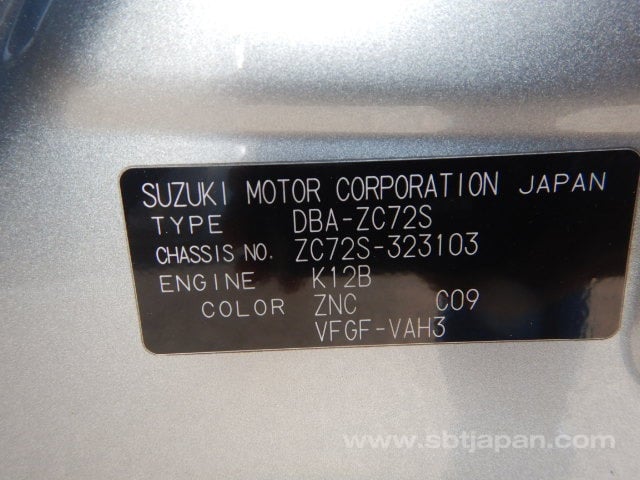 SUZUKI MOTOR CORPORATION JAPAN
TYPE DBA-ZC72S
CHASSIS NO. ZC72S-323103
ENGINE K12B
COLOR ZNC C09
VFGF-VAH3
www.sbtjapan.com